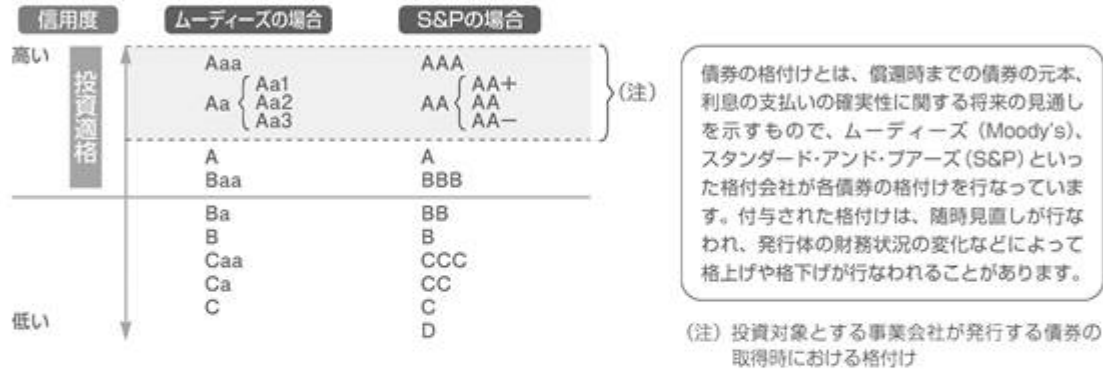 信用度 ムーディーズの場合 S&Pの場合
高い
投資適格
Aaa AAA
Aa Aa1 AA AA+
Aa2 AA
Aa3 AA−
(注)
A A
Baa BBB
Ba BB
B B
Caa CCC
Ca CC
C C
D
低い
債券の格付けとは、償還時までの債券の元本、
利息の支払いの確実性に関する将来の見通し
を示すもので、ムーディーズ(Moody's)、
スタンダード・アンド・プアーズ(S&P)といっ
た格付会社が各債券の格付けを行なっていま
す。付与された格付けは、随時見直しが行な
われ、発行体の財務状況の変化などによって
格上げや格下げが行なわれることがあります。
(注) 投資対象とする事業会社が発行する債券の
取得時における格付け